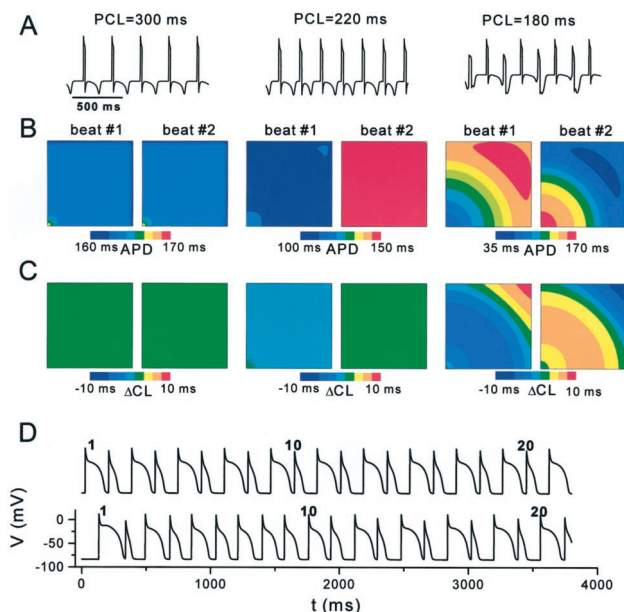 A
PCL=300 ms
PCL=220 ms
PCL=180 ms
500 ms
B
beat #1 beat #2 beat #1 beat #2 beat #1 beat #2
160 ms APD 170 ms
100 ms APD 150 ms
35 ms APD 170 ms
C
-10 ms ΔCL 10 ms
-10 ms ΔCL 10 ms
-10 ms ΔCL 10 ms
D
1 10 20
1 10 20
V (mV)
0
-50
-100
0 1000 2000 3000 4000
t (ms)